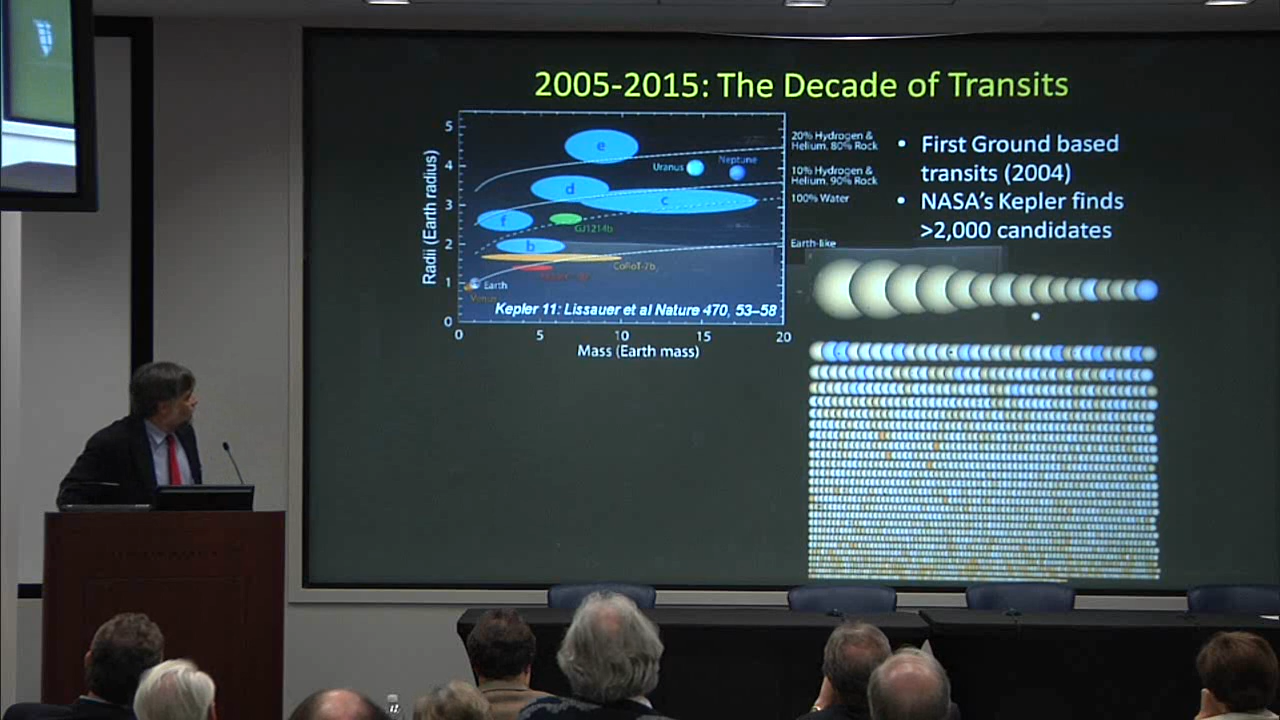 2005-2015: The Decade of Transits
5
4
3
2
1
0
Radii (Earth radius)
e
d
c
f
b
Uranus
Neptune
GJ1214b
CoRoT-7b
Earth
Venus
Kepler 11: Lissauer et al Nature 470, 53–58
0 5 10 15 20
Mass (Earth mass)
20% Hydrogen &
Helium, 80% Rock
10% Hydrogen &
Helium, 90% Rock
100% Water
Earth-like
• First Ground based
transits (2004)
• NASA's Kepler finds
>2,000 candidates